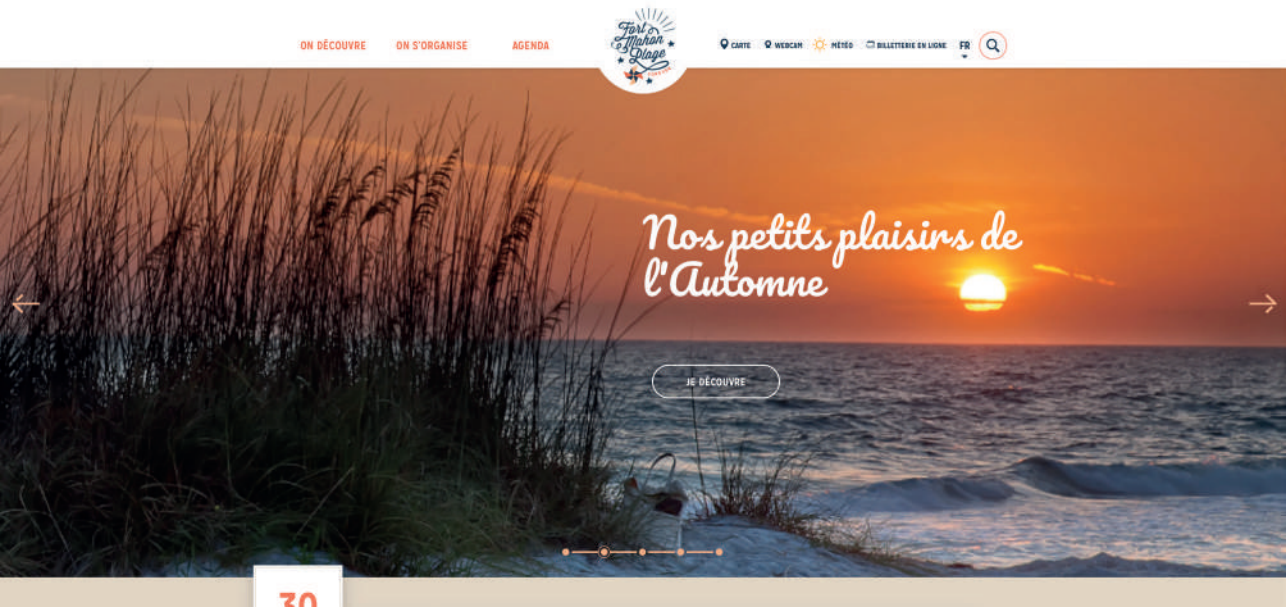 ON DÉCOUVRE
ON S'ORGANISE
AGENDA
Fort
Mahon
Plage
CARTE
WEBCAM
MÉTÉO
BILLETTERIE EN LIGNE
FR
Nos petits plaisirs de
l'Automne
JE DÉCOUVRE
30